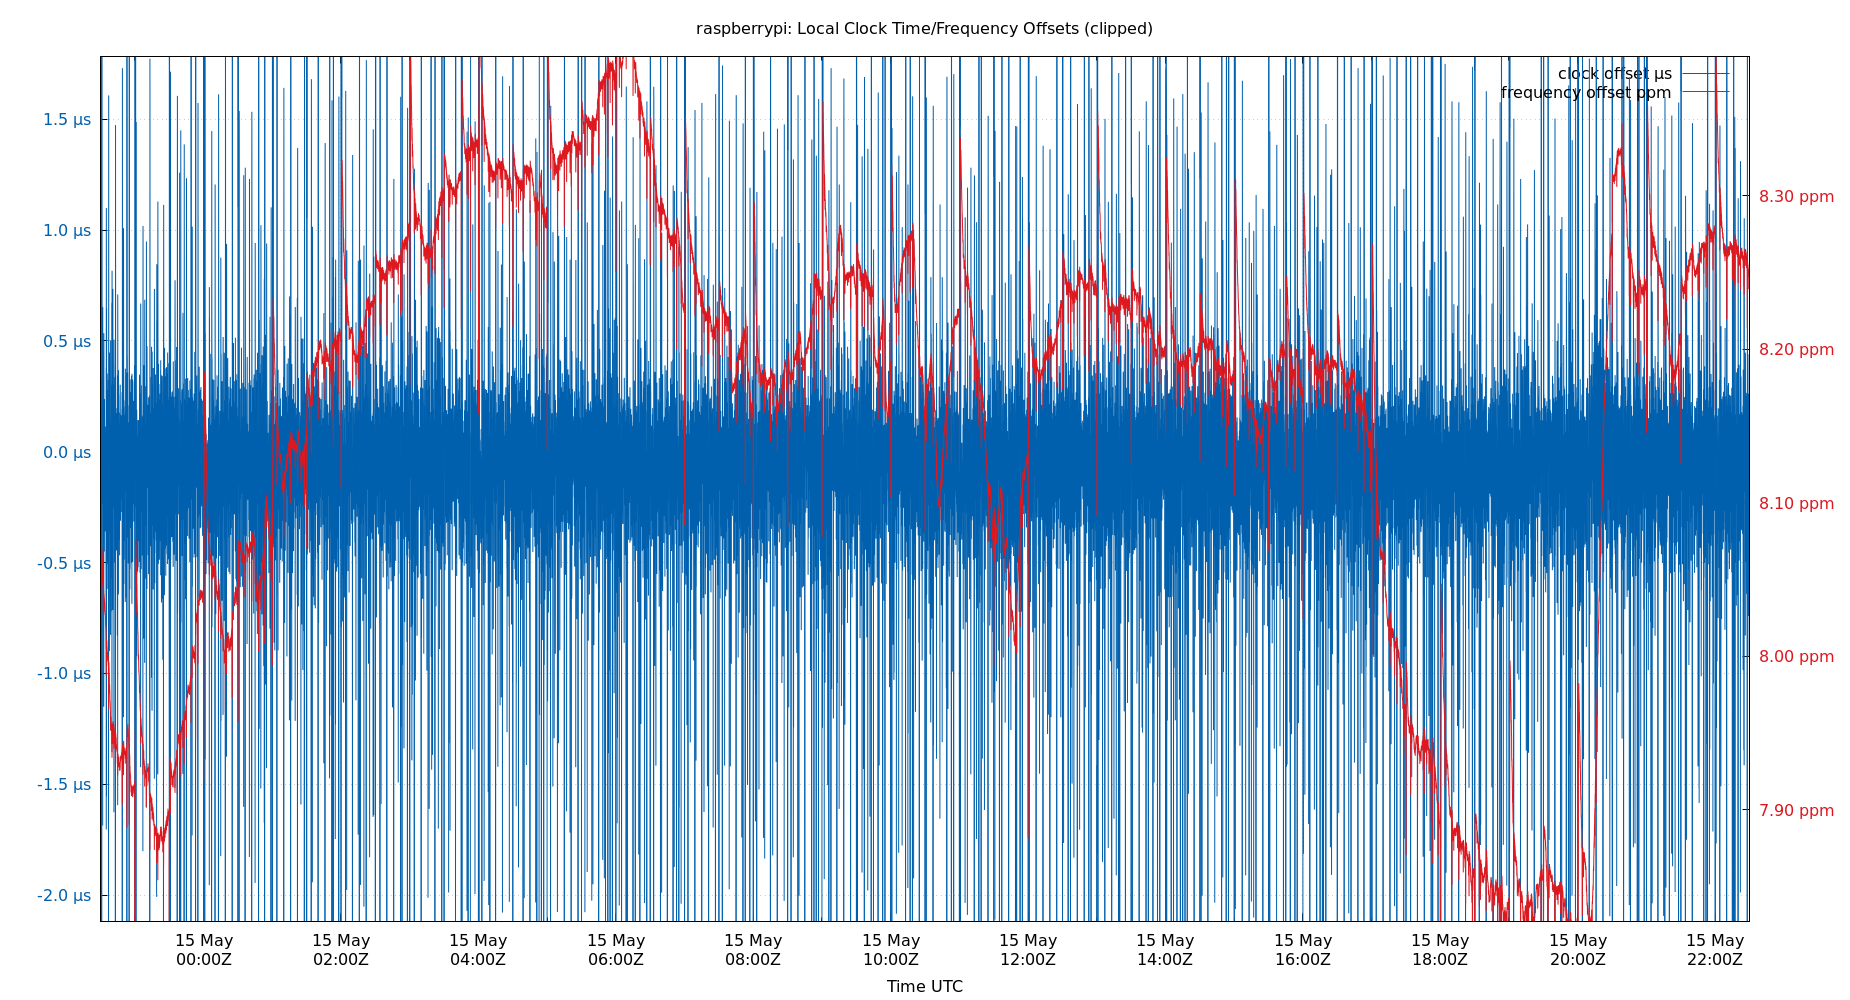 raspberrypi: Local Clock Time/Frequency Offsets (clipped)
clock offset µs
frequency offset ppm
1.5 µs
1.0 µs
0.5 µs
0.0 µs
-0.5 µs
-1.0 µs
-1.5 µs
-2.0 µs
8.30 ppm
8.20 ppm
8.10 ppm
8.00 ppm
7.90 ppm
15 May 15 May 15 May 15 May 15 May 15 May 15 May 15 May 15 May 15 May 15 May 15 May
00:00Z 02:00Z 04:00Z 06:00Z 08:00Z 10:00Z 12:00Z 14:00Z 16:00Z 18:00Z 20:00Z 22:00Z
Time UTC